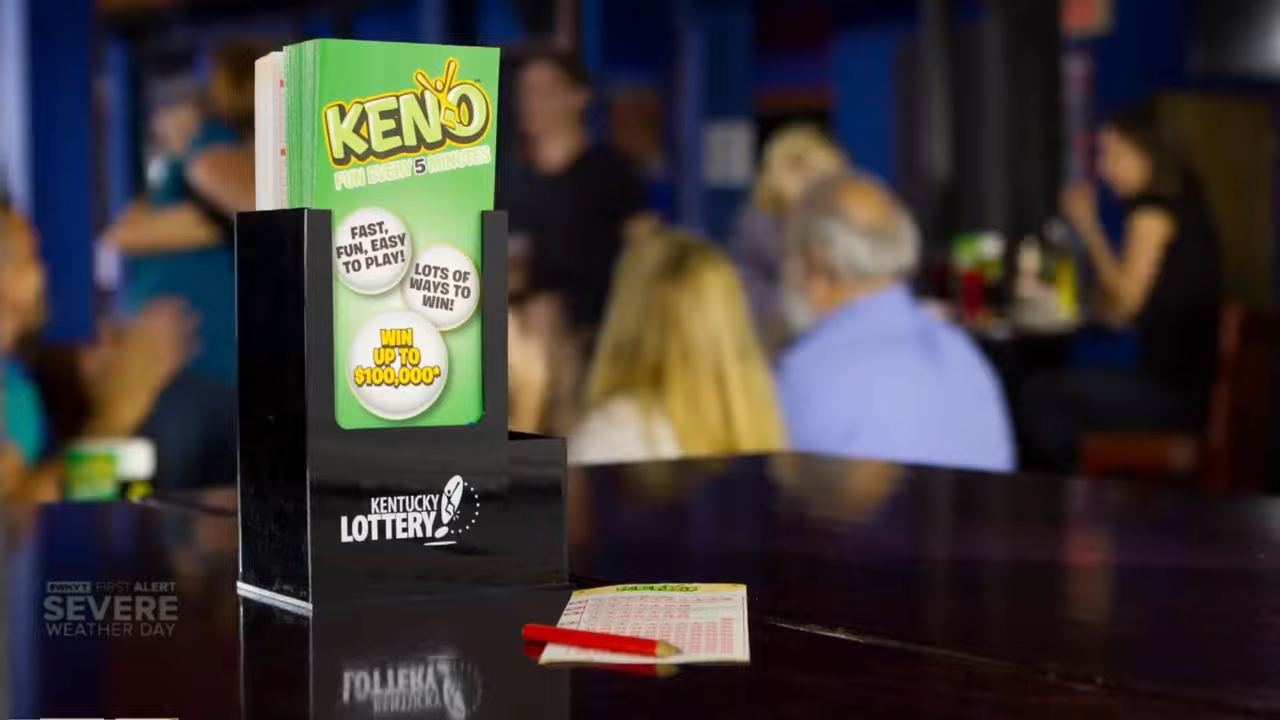 KENO
FUN EVERY 5 MINUTES
FAST,
FUN, EASY
TO PLAY!
LOTS OF
WAYS TO
WIN!
WIN
UP TO
$100,000*
KENTUCKY
LOTTERY
WKYT FIRST ALERT
SEVERE
WEATHER DAY